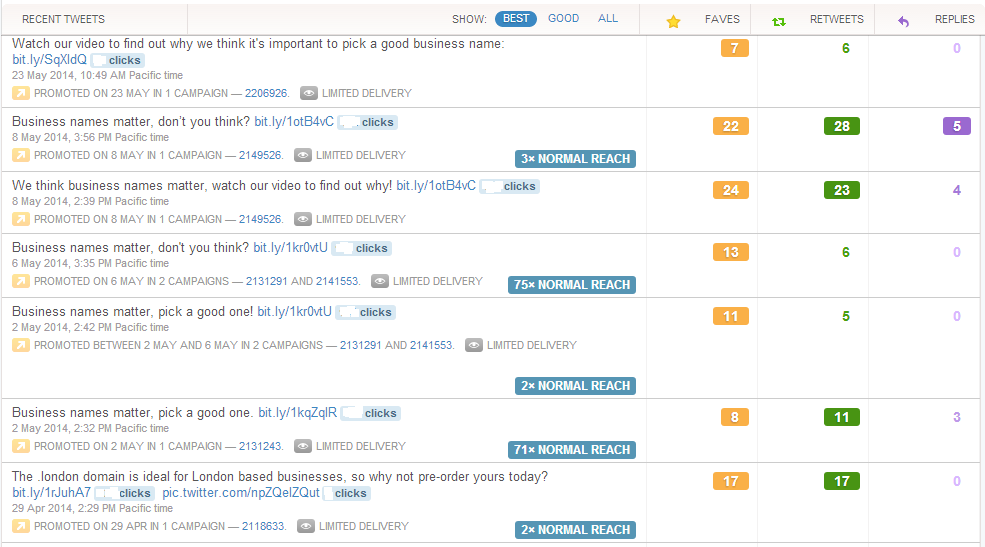 RECENT TWEETS SHOW: BEST GOOD ALL FAVES RETWEETS REPLIES
Watch our video to find out why we think it's important to pick a good business name:
bit.ly/SqXldQ clicks 7 6 0
23 May 2014, 10:49 AM Pacific time
PROMOTED ON 23 MAY IN 1 CAMPAIGN — 2206926. LIMITED DELIVERY
Business names matter, don't you think? bit.ly/1otB4vC clicks 22 28 5
8 May 2014, 3:56 PM Pacific time
PROMOTED ON 8 MAY IN 1 CAMPAIGN — 2149526. LIMITED DELIVERY
3× NORMAL REACH
We think business names matter, watch our video to find out why! bit.ly/1otB4vC clicks 24 23 4
8 May 2014, 2:39 PM Pacific time
PROMOTED ON 8 MAY IN 1 CAMPAIGN — 2149526. LIMITED DELIVERY
Business names matter, don't you think? bit.ly/1kr0vtU clicks 13 6 0
6 May 2014, 3:35 PM Pacific time
PROMOTED ON 6 MAY IN 2 CAMPAIGNS — 2131291 AND 2141553. LIMITED DELIVERY
75× NORMAL REACH
Business names matter, pick a good one! bit.ly/1kr0vtU clicks 11 5 0
2 May 2014, 2:42 PM Pacific time
PROMOTED BETWEEN 2 MAY AND 6 MAY IN 2 CAMPAIGNS — 2131291 AND 2141553. LIMITED DELIVERY
2× NORMAL REACH
Business names matter, pick a good one. bit.ly/1kqZqlR clicks 8 11 3
2 May 2014, 2:32 PM Pacific time
PROMOTED ON 2 MAY IN 1 CAMPAIGN — 2131243. LIMITED DELIVERY
71× NORMAL REACH
The .london domain is ideal for London based businesses, so why not pre-order yours today?
bit.ly/1rJuhA7 clicks pic.twitter.com/npZQelZQut clicks 17 17 0
29 Apr 2014, 2:29 PM Pacific time
PROMOTED ON 29 APR IN 1 CAMPAIGN — 2118633. LIMITED DELIVERY
2× NORMAL REACH